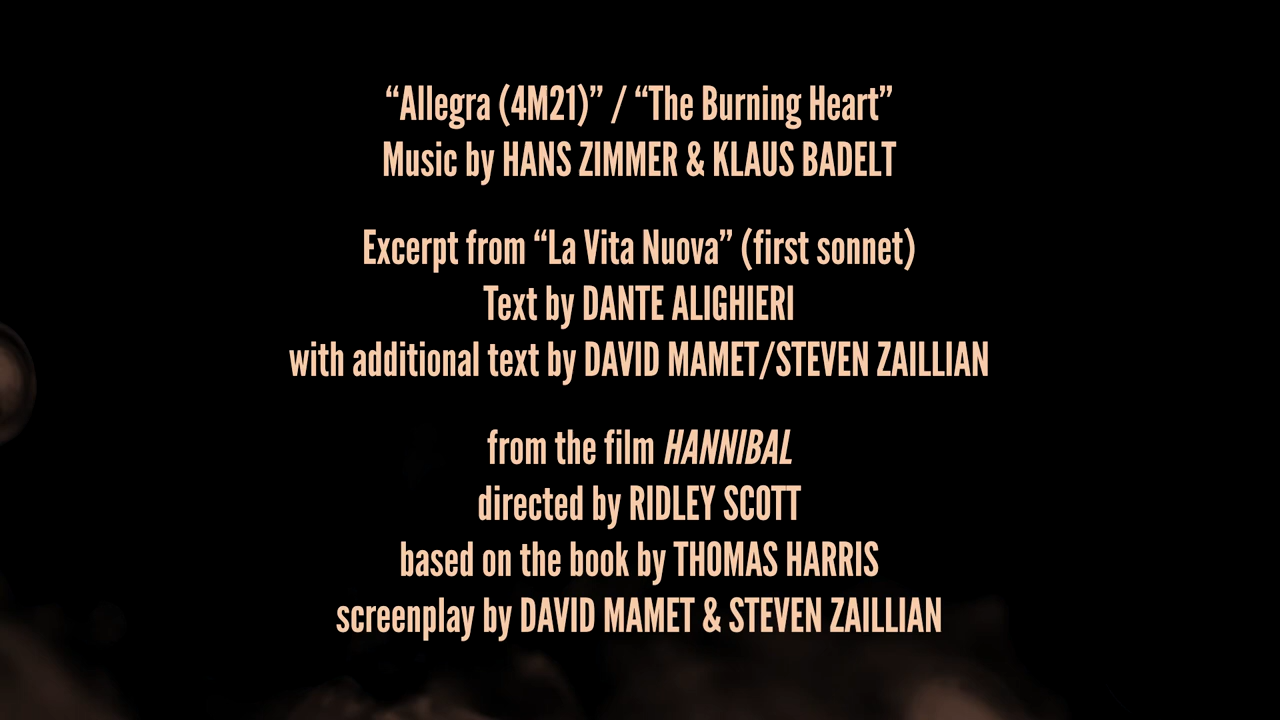 “Allegra (4M21)” / “The Burning Heart”
Music by HANS ZIMMER & KLAUS BADELT
Excerpt from “La Vita Nuova” (first sonnet)
Text by DANTE ALIGHIERI
with additional text by DAVID MAMET/STEVEN ZAILLIAN
from the film HANNIBAL
directed by RIDLEY SCOTT
based on the book by THOMAS HARRIS
screenplay by DAVID MAMET & STEVEN ZAILLIAN